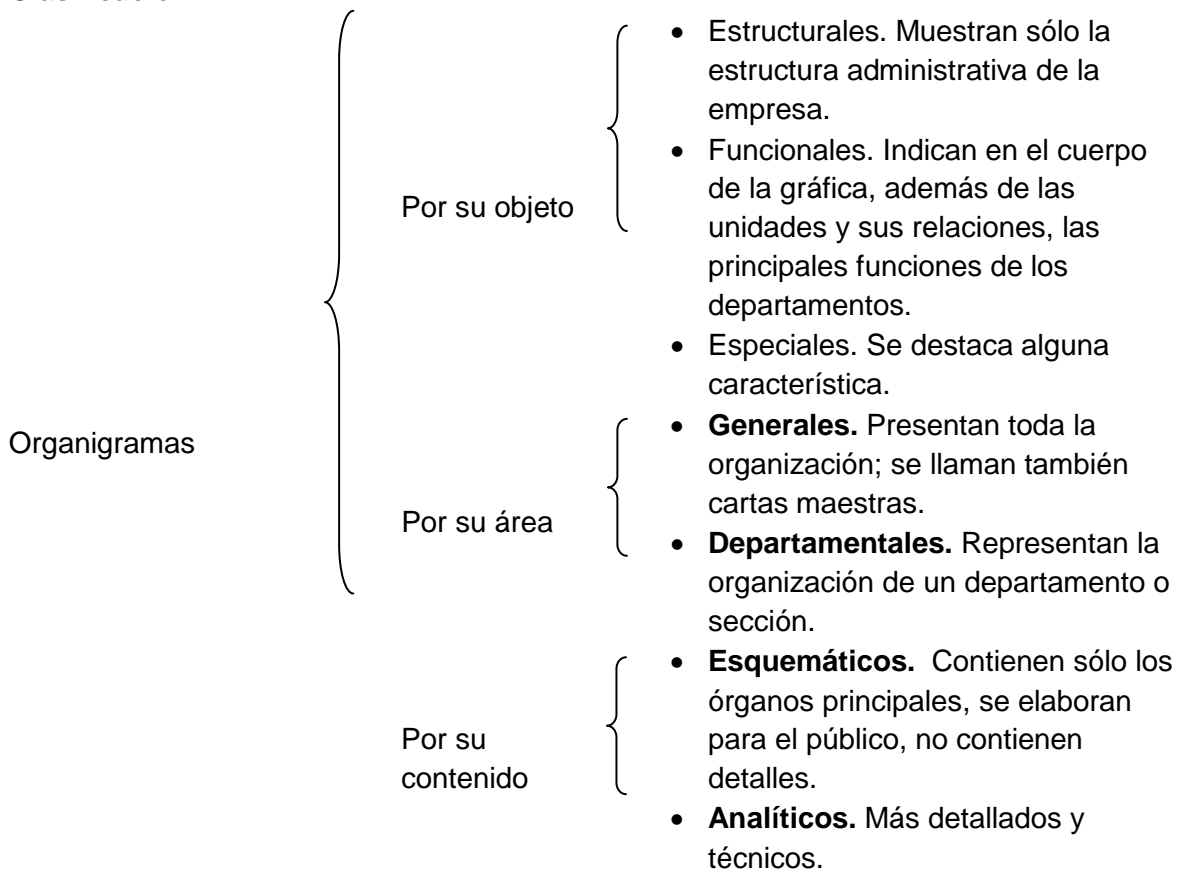 Organigramas
Por su objeto
• Estructurales. Muestran sólo la
estructura administrativa de la
empresa.
• Funcionales. Indican en el cuerpo
de la gráfica, además de las
unidades y sus relaciones, las
principales funciones de los
departamentos.
• Especiales. Se destaca alguna
característica.
Por su área
• Generales. Presentan toda la
organización; se llaman también
cartas maestras.
• Departamentales. Representan la
organización de un departamento o
sección.
Por su
contenido
• Esquemáticos. Contienen sólo los
órganos principales, se elaboran
para el público, no contienen
detalles.
• Analíticos. Más detallados y
técnicos.